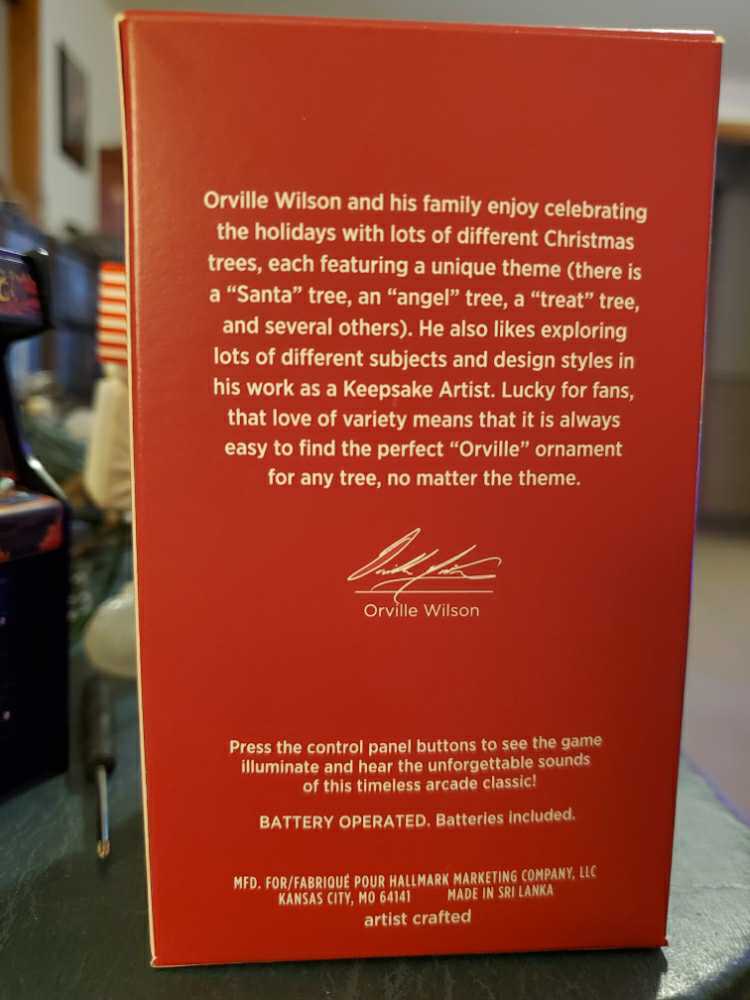 Orville Wilson and his family enjoy celebrating
the holidays with lots of different Christmas
trees, each featuring a unique theme (there is
a “Santa” tree, an “angel” tree, a “treat” tree,
and several others). He also likes exploring
lots of different subjects and design styles in
his work as a Keepsake Artist. Lucky for fans,
that love of variety means that it is always
easy to find the perfect “Orville” ornament
for any tree, no matter the theme.
Orville Wilson
Press the control panel buttons to see the game
illuminate and hear the unforgettable sounds
of this timeless arcade classic!
BATTERY OPERATED. Batteries included.
MFD. FOR/FABRIQUÉ POUR HALLMARK MARKETING COMPANY, LLC
KANSAS CITY, MO 64141 MADE IN SRI LANKA
artist crafted